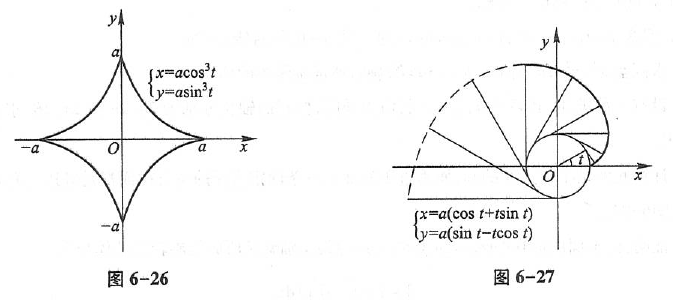 y
a
{x=acos³t
y=asin³t
-a
O
a
x
-a
图 6-26
y
O
t
x
{x=a(cos t+tsin t)
y=a(sin t-tcos t)
图 6-27